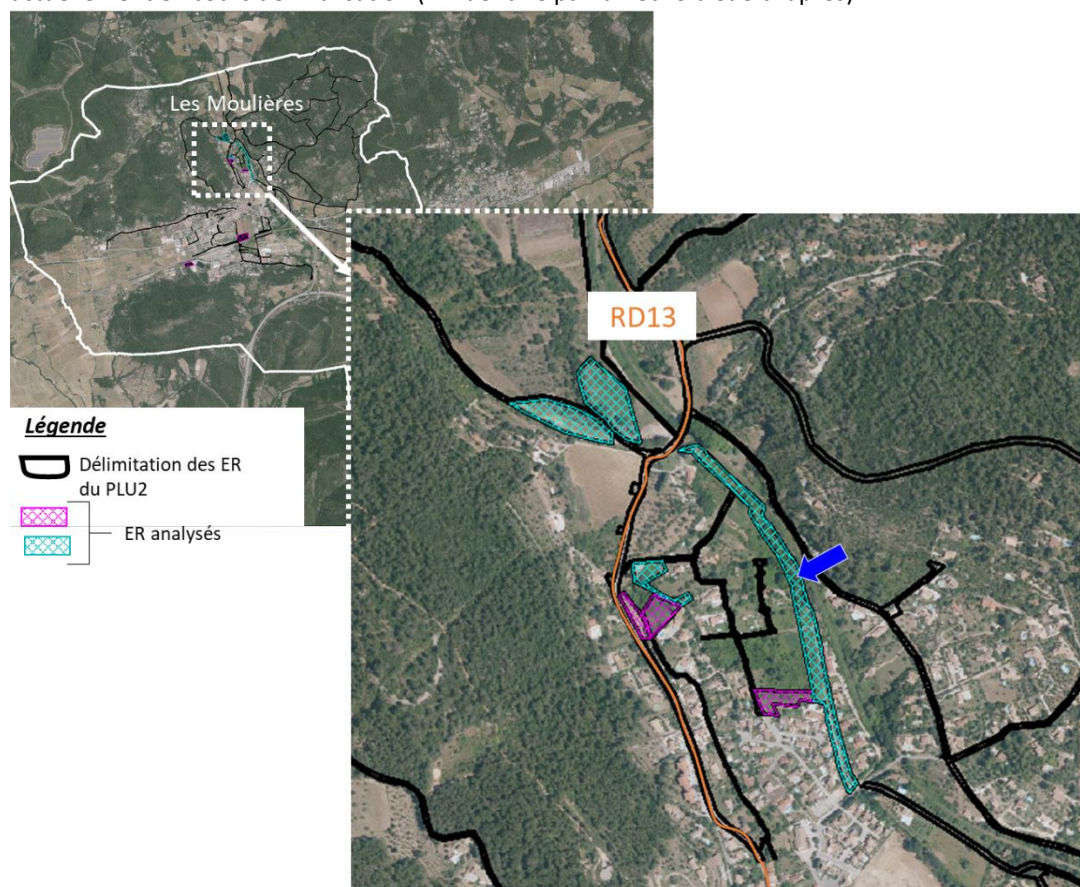 Les Moulières
RD13
Légende
Délimitation des ER
du PLU2
ER analysés